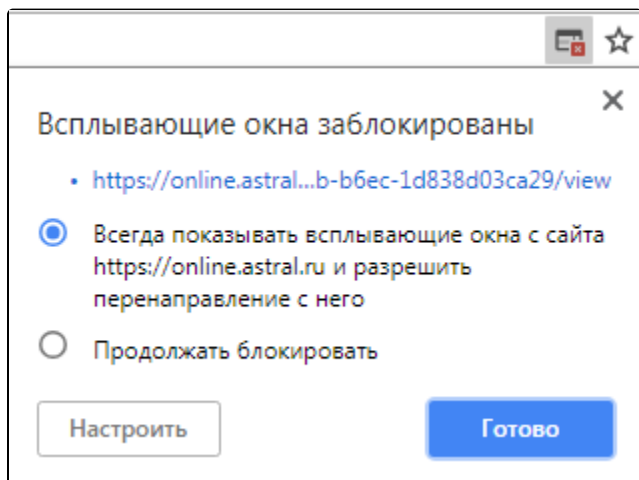 Всплывающие окна заблокированы
• https://online.astral...b-b6ec-1d838d03ca29/view
Всегда показывать всплывающие окна с сайта
https://online.astral.ru и разрешить
перенаправление с него
Продолжать блокировать
Настроить
Готово